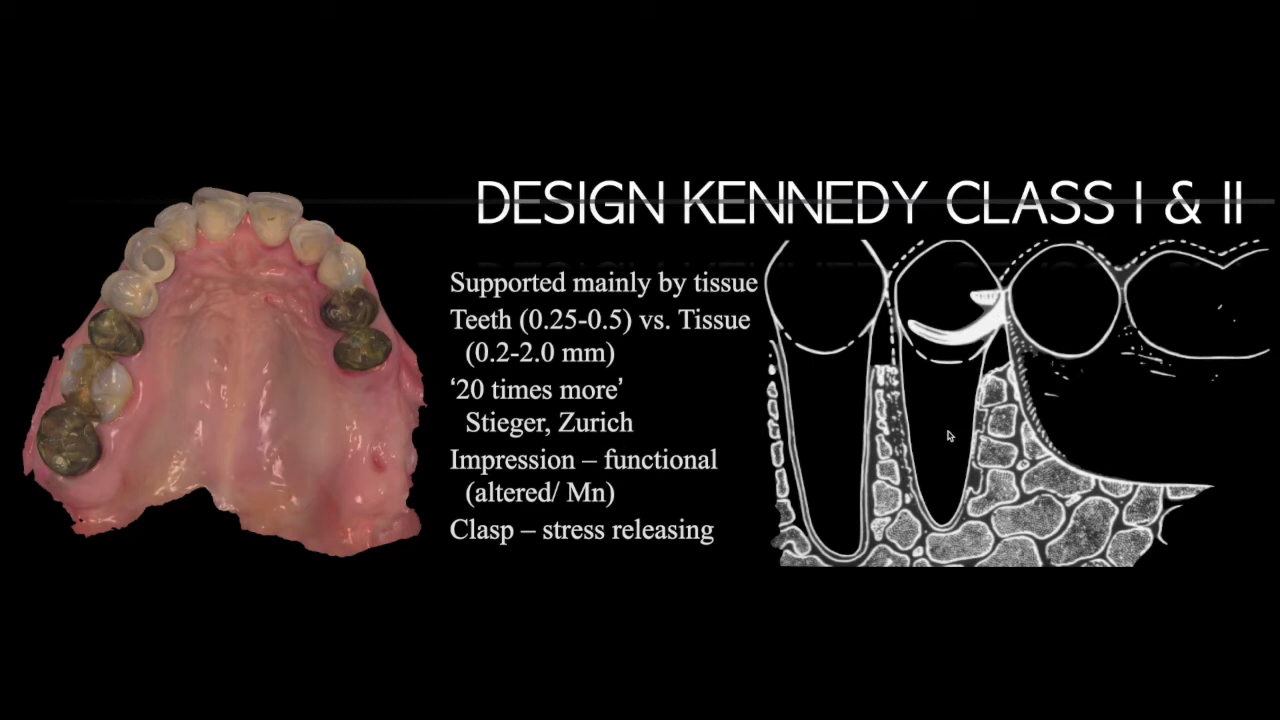 DESIGN KENNEDY CLASS I & II
Supported mainly by tissue
Teeth (0.25-0.5) vs. Tissue
(0.2-2.0 mm)
‘20 times more’
Stieger, Zurich
Impression – functional
(altered/ Mn)
Clasp – stress releasing